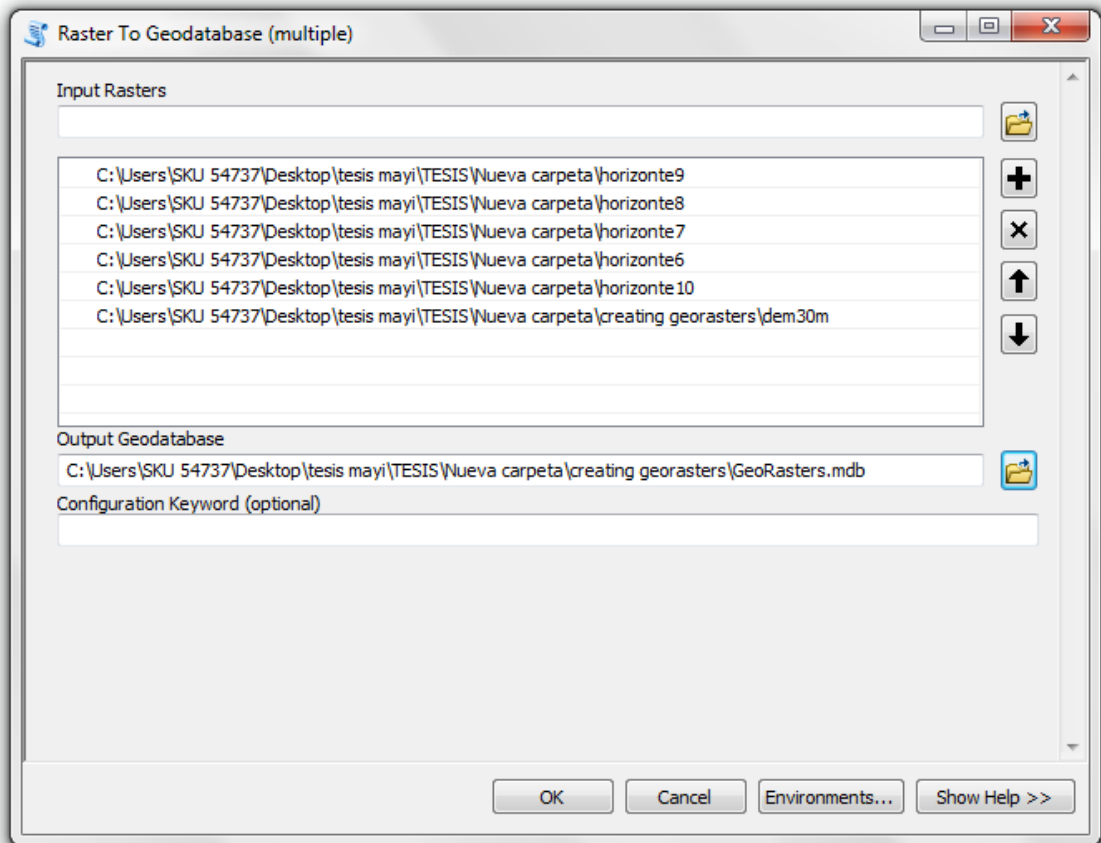 Raster To Geodatabase (multiple)
Input Rasters
C:\Users\SKU 54737\Desktop\tesis mayi\TESIS\Nueva carpeta\horizonte9
C:\Users\SKU 54737\Desktop\tesis mayi\TESIS\Nueva carpeta\horizonte8
C:\Users\SKU 54737\Desktop\tesis mayi\TESIS\Nueva carpeta\horizonte7
C:\Users\SKU 54737\Desktop\tesis mayi\TESIS\Nueva carpeta\horizonte6
C:\Users\SKU 54737\Desktop\tesis mayi\TESIS\Nueva carpeta\horizonte10
C:\Users\SKU 54737\Desktop\tesis mayi\TESIS\Nueva carpeta\creating georasters\dem30m
Output Geodatabase
C:\Users\SKU 54737\Desktop\tesis mayi\TESIS\Nueva carpeta\creating georasters\GeoRasters.mdb
Configuration Keyword (optional)
OK Cancel Environments... Show Help >>